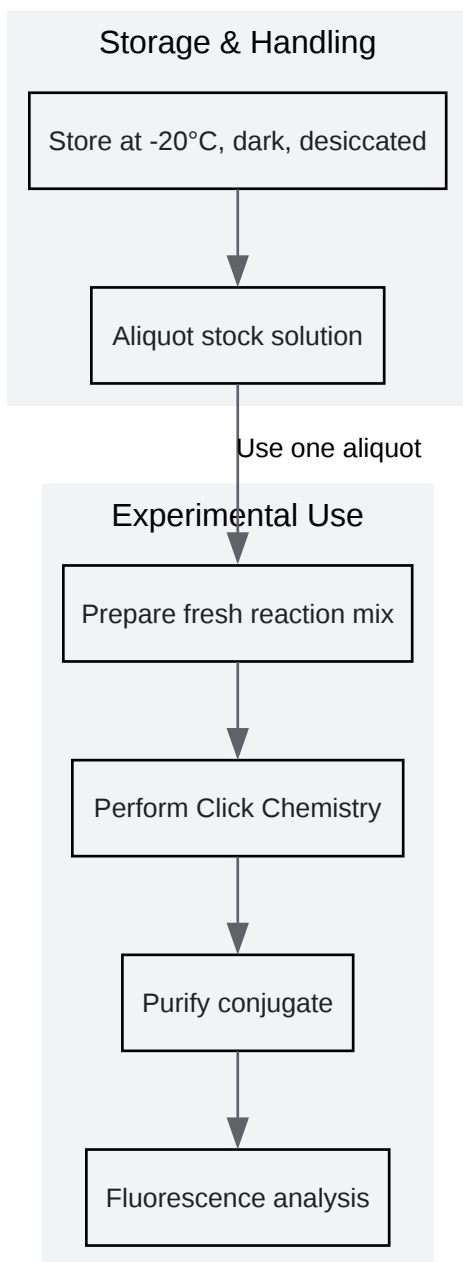 Storage & Handling
Store at -20°C, dark, desiccated
Aliquot stock solution
Use one aliquot
Experimental Use
Prepare fresh reaction mix
Perform Click Chemistry
Purify conjugate
Fluorescence analysis